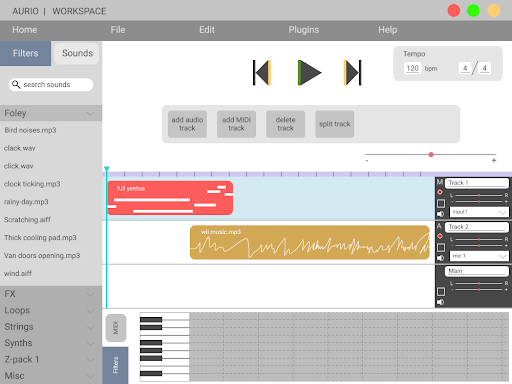 AURIO | WORKSPACE
Home File Edit Plugins Help
Filters Sounds
search sounds
Foley
Bird noises.mp3
clack.wav
click.wav
clock ticking.mp3
rainy-day.mp3
Scratching.aiff
Thick cooling pad.mp3
Van doors opening.mp3
wind.aiff
FX
Loops
Strings
Synths
Z-pack 1
Misc
Tempo
120 bpm 4 / 4
add audio track
add MIDI track
delete track
split track
- +
full yeetus
M Track 1
L R
- +
input1
wii music.mp3
A Track 2
L R
- +
mic 1
Main
L R
- +
MIDI
Filters